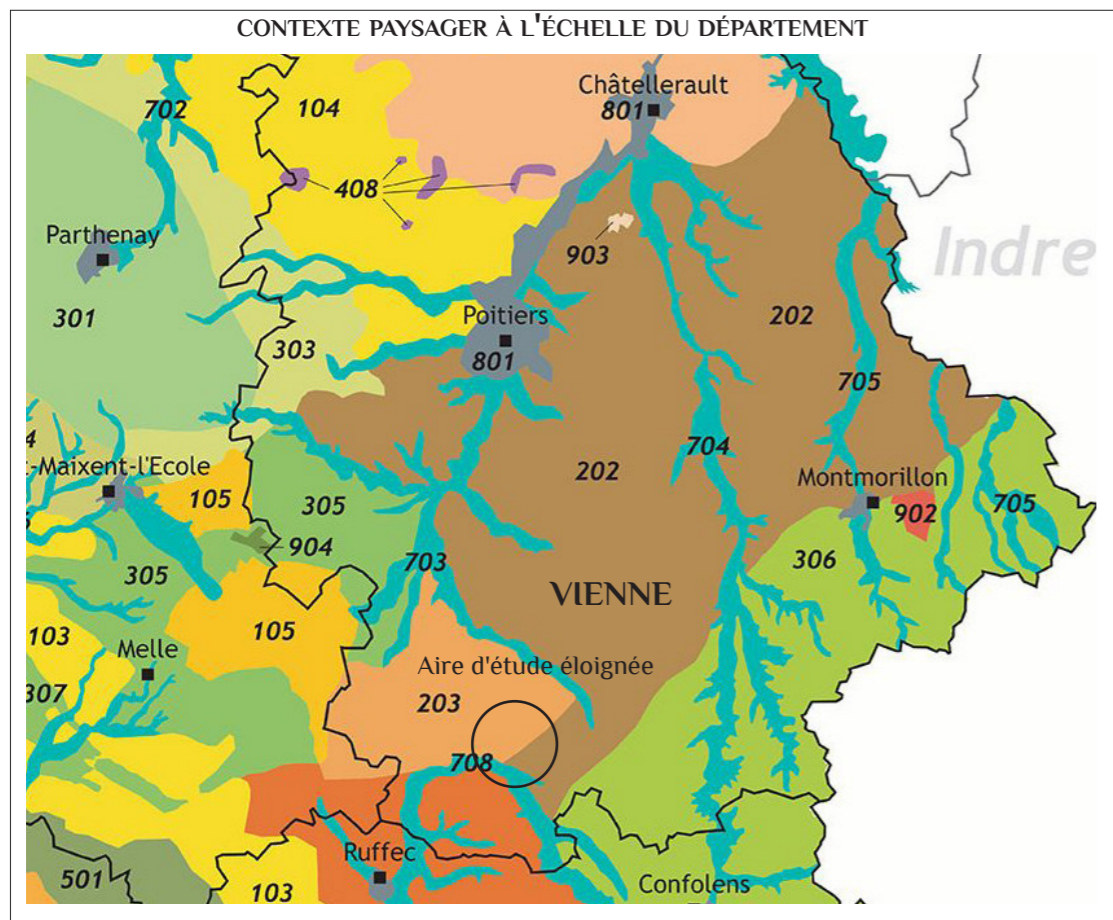 CONTEXTE PAYSAGER À L'ÉCHELLE DU DÉPARTEMENT
Châtellerault
801
702
104
408
Parthenay
903
Indre
301
Poitiers
801
202
303
705
704
4
t-Maixent-l'Ecole
105
305
202
Montmorillon
902
705
904
305
703
306
VIENNE
103
105
Melle
Aire d'étude éloignée
307
203
708
Ruffec
501
103
Confolens